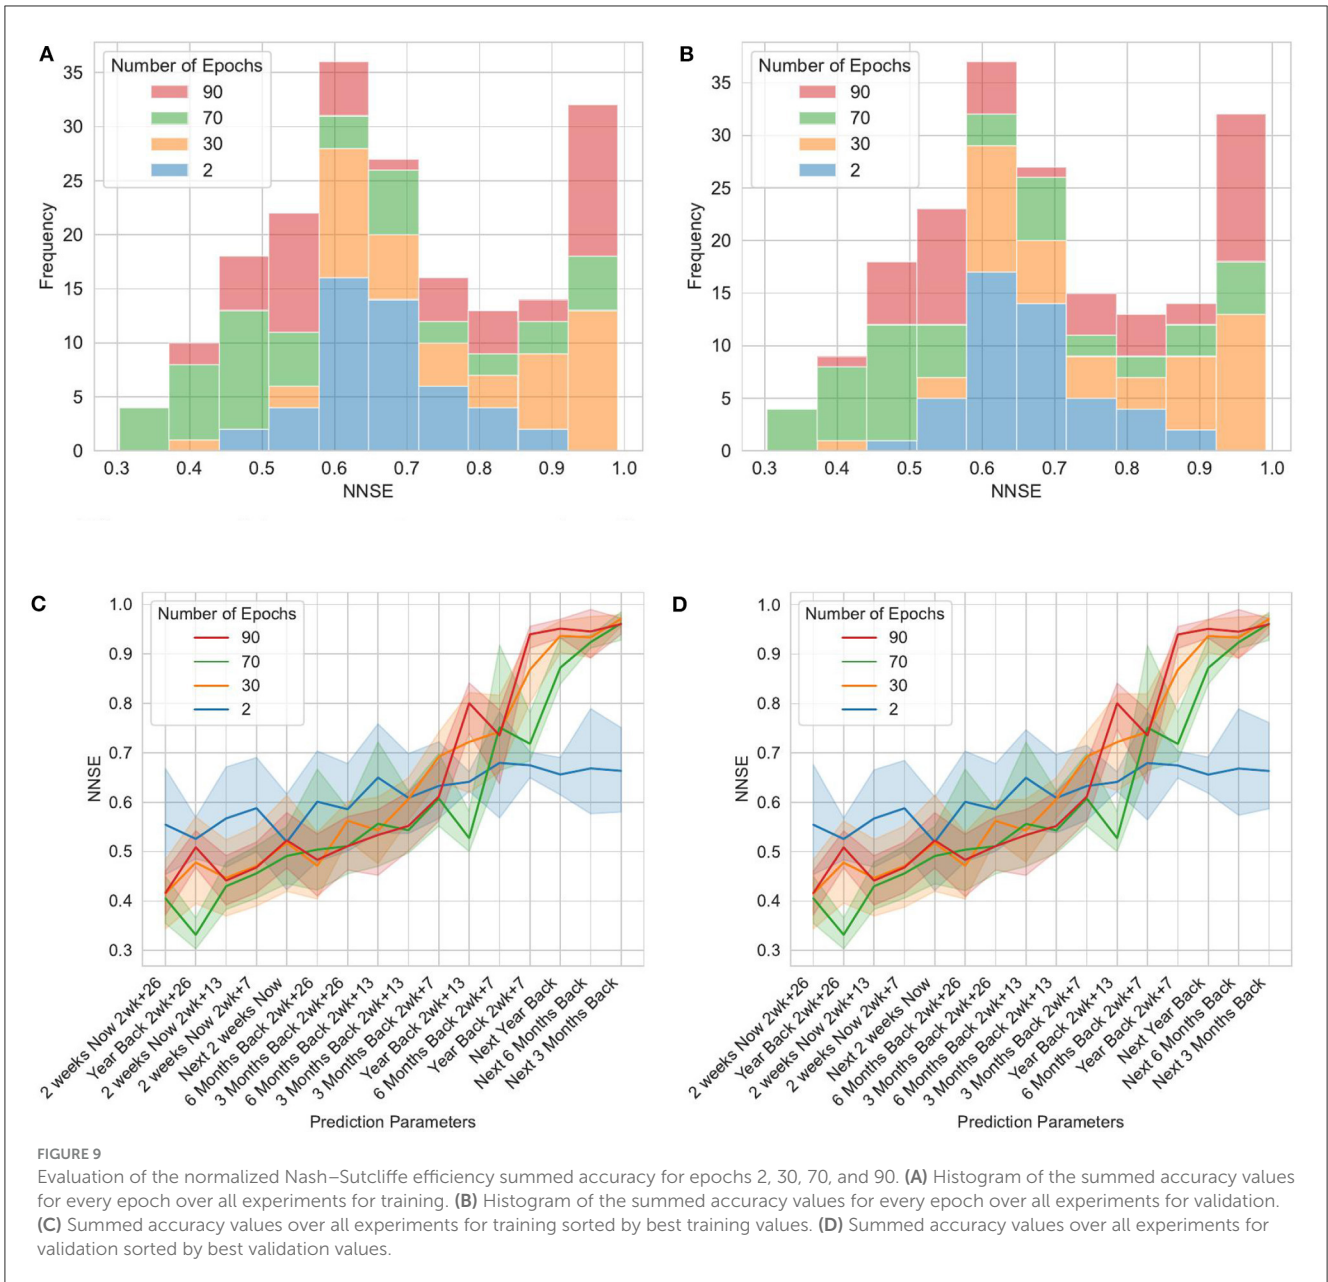 A
Number of Epochs
90
70
30
2
35
30
25
20
15
10
5
0
Frequency
0.3 0.4 0.5 0.6 0.7 0.8 0.9 1.0
NNSE
B
Number of Epochs
90
70
30
2
35
30
25
20
15
10
5
0
Frequency
0.3 0.4 0.5 0.6 0.7 0.8 0.9 1.0
NNSE
C
Number of Epochs
90
70
30
2
1.0
0.9
0.8
0.7
0.6
0.5
0.4
0.3
NNSE
2 weeks Now 2wk+26
Year Back 2wk+26
2 weeks Now 2wk+13
2 weeks Now 2wk+7
Next 2 weeks Now
6 Months Back 2wk+26
3 Months Back 2wk+26
6 Months Back 2wk+13
3 Months Back 2wk+13
3 Months Back 2wk+7
Year Back 2wk+13
6 Months Back 2wk+7
Year Back 2wk+7
Next Year Back
Next 6 Months Back
Next 3 Months Back
Prediction Parameters
D
Number of Epochs
90
70
30
2
1.0
0.9
0.8
0.7
0.6
0.5
0.4
0.3
NNSE
2 weeks Now 2wk+26
Year Back 2wk+26
2 weeks Now 2wk+13
2 weeks Now 2wk+7
Next 2 weeks Now
6 Months Back 2wk+26
3 Months Back 2wk+26
6 Months Back 2wk+13
3 Months Back 2wk+13
3 Months Back 2wk+7
Year Back 2wk+13
6 Months Back 2wk+7
Year Back 2wk+7
Next Year Back
Next 6 Months Back
Next 3 Months Back
Prediction Parameters
FIGURE 9
Evaluation of the normalized Nash–Sutcliffe efficiency summed accuracy for epochs 2, 30, 70, and 90. (A) Histogram of the summed accuracy values
for every epoch over all experiments for training. (B) Histogram of the summed accuracy values for every epoch over all experiments for validation.
(C) Summed accuracy values over all experiments for training sorted by best training values. (D) Summed accuracy values over all experiments for
validation sorted by best validation values.